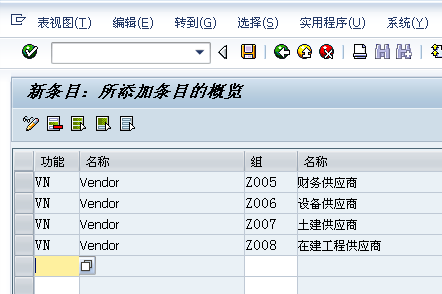 表视图(T) 编辑(E) 转到(G) 选择(S) 实用程序(U) 系统(Y)
新条目: 所添加条目的概览
功能 名称 组 名称
VN Vendor Z005 财务供应商
VN Vendor Z006 设备供应商
VN Vendor Z007 土建供应商
VN Vendor Z008 在建工程供应商